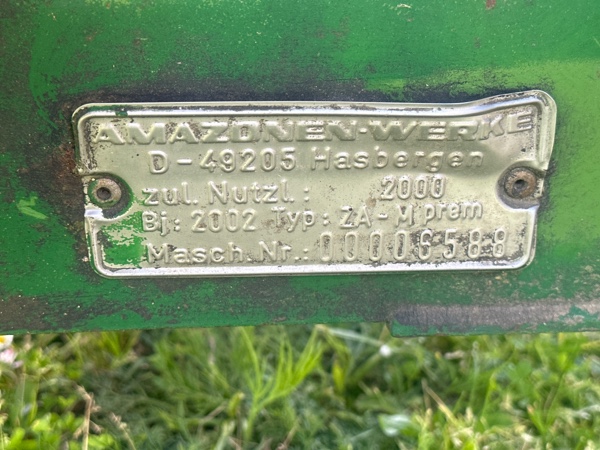 AMAZONEN-WERKE
D-49205 Hasbergen
zul. Nutzl.: 2000
Bj: 2002 Typ: ZA-M prem
Masch.Nr.: 00006588